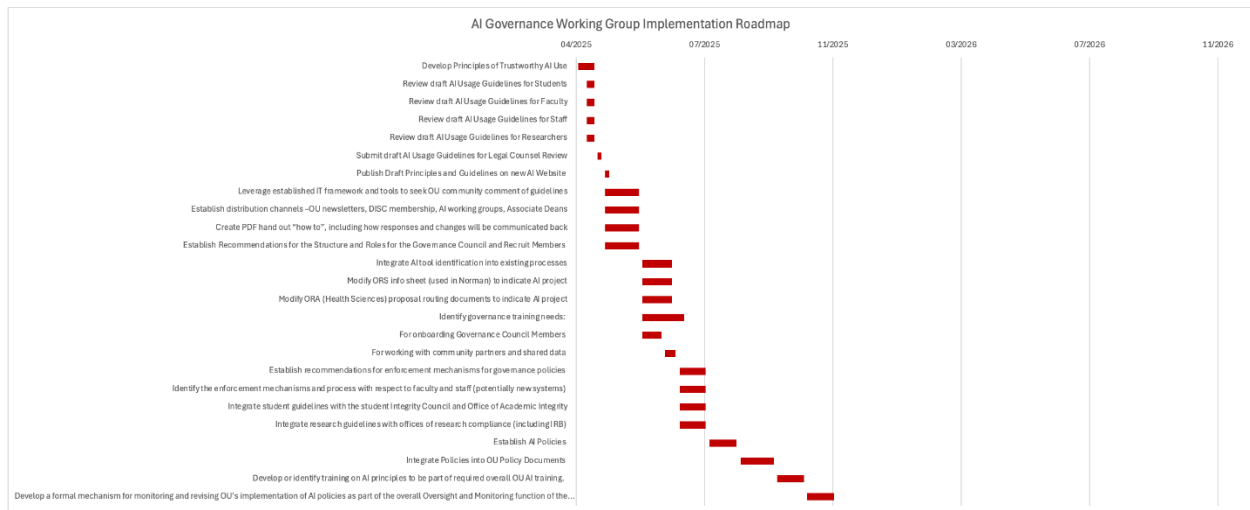 AI Governance Working Group Implementation Roadmap
04/2025 07/2025 11/2025 03/2026 07/2026 11/2026
Develop Principles of Trustworthy AI Use
Review draft AI Usage Guidelines for Students
Review draft AI Usage Guidelines for Faculty
Review draft AI Usage Guidelines for Staff
Review draft AI Usage Guidelines for Researchers
Submit draft AI Usage Guidelines for Legal Counsel Review
Publish Draft Principles and Guidelines on new AI Website
Leverage established IT framework and tools to seek OU community comment of guidelines
Establish distribution channels –OU newsletters, DISC membership, AI working groups, Associate Deans
Create PDF hand out “how to”, including how responses and changes will be communicated back
Establish Recommendations for the Structure and Roles for the Governance Council and Recruit Members
Integrate AI tool identification into existing processes
Modify ORS info sheet (used in Norman) to indicate AI project
Modify ORA (Health Sciences) proposal routing documents to indicate AI project
Identify governance training needs:
For onboarding Governance Council Members
For working with community partners and shared data
Establish recommendations for enforcement mechanisms for governance policies
Identify the enforcement mechanisms and process with respect to faculty and staff (potentially new systems)
Integrate student guidelines with the student Integrity Council and Office of Academic Integrity
Integrate research guidelines with offices of research compliance (including IRB)
Establish AI Policies
Integrate Policies into OU Policy Documents
Develop or identify training on AI principles to be part of required overall OU AI training.
Develop a formal mechanism for monitoring and revising OU’s implementation of AI policies as part of the overall Oversight and Monitoring function of the…